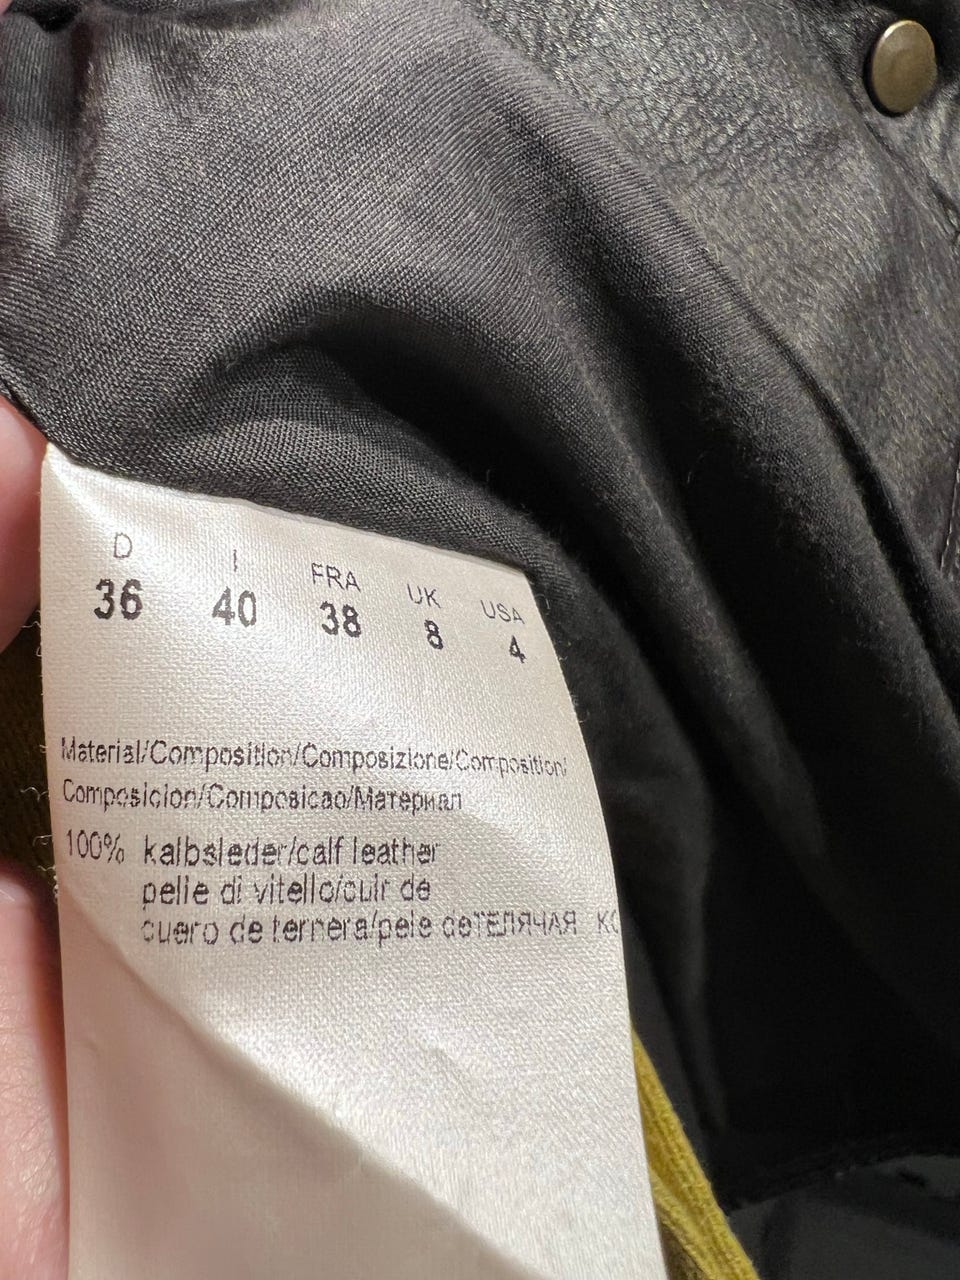 D I FRA UK USA
36 40 38 8 4
Material/Composition/Composizione/Composition/
Composicion/Composicao/Материал
100% kalbsleder/calf leather
pelle di vitello/cuir de
cuero de ternera/pele deТЕЛЯЧАЯ